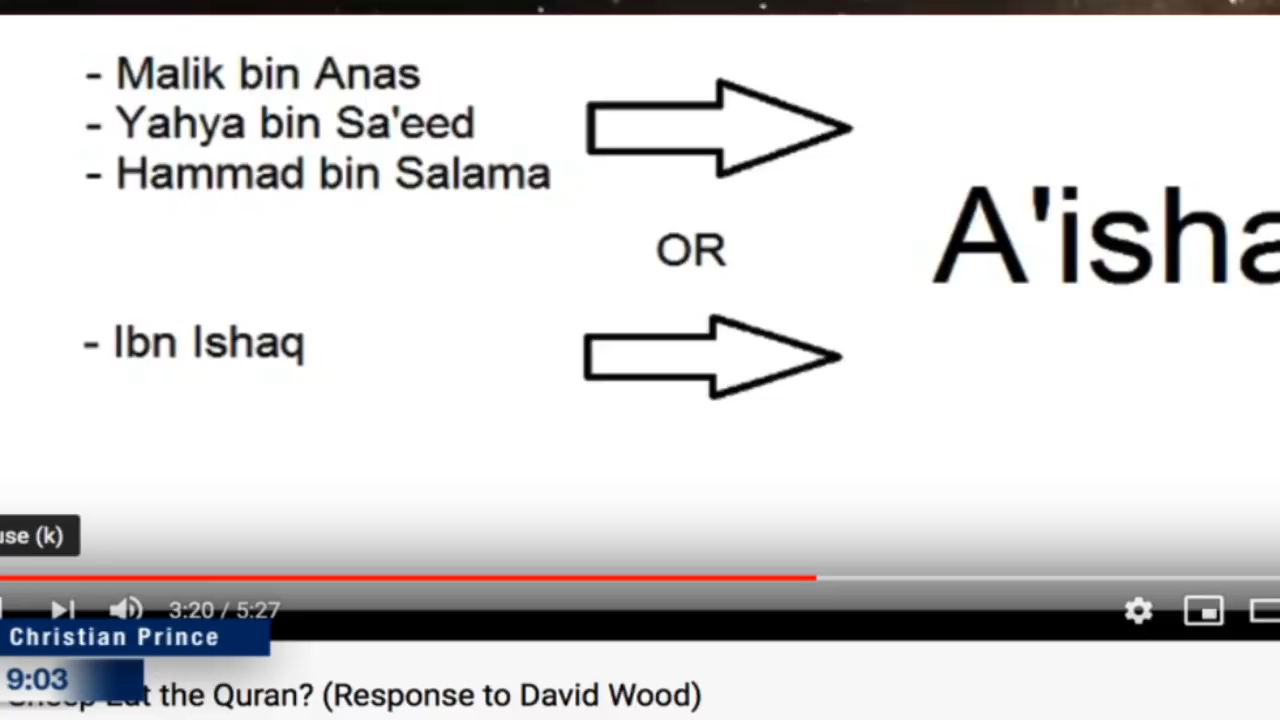 - Malik bin Anas
- Yahya bin Sa'eed
- Hammad bin Salama
OR
A'isha
- Ibn Ishaq
use (k)
3:20 / 5:27
Christian Prince
9:03
the Quran? (Response to David Wood)